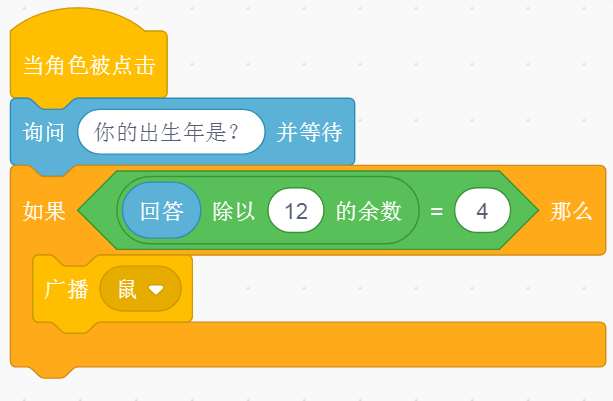 当角色被点击
询问 你的出生年是？ 并等待
如果 回答 除以 12 的余数 = 4 那么
广播 鼠